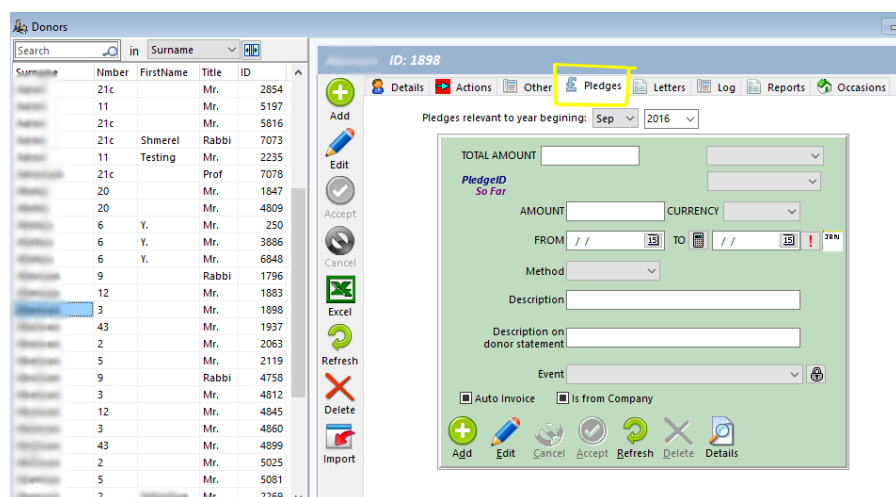 Donors
Search in Surname
ID: 1898
Surname Nmber FirstName Title ID
21c Mr. 2854
11 Mr. 5197
21c Mr. 5816
21c Shmerel Rabbi 7073
11 Testing Mr. 2235
21c Prof 7078
20 Mr. 1847
20 Mr. 4809
6 Y. Mr. 250
6 Y. Mr. 3886
6 Y. Mr. 6848
9 Rabbi 1796
12 Mr. 1883
3 Mr. 1898
43 Mr. 1937
2 Mr. 2063
5 Mr. 2119
9 Rabbi 4758
3 Mr. 4812
12 Mr. 4845
3 Mr. 4860
43 Mr. 4899
2 Mr. 5025
5 Mr. 5081
2 Mr. 2269
Add
Edit
Accept
Cancel
Excel
Refresh
Delete
Import
Details Actions Other £ Pledges Letters Log Reports Occasions
Pledges relevant to year begining: Sep 2016
TOTAL AMOUNT
PledgeID
So Far
AMOUNT CURRENCY
FROM / / 15 TO / / 15 ! JAN
Method
Description
Description on
donor statement
Event
Auto Invoice Is from Company
Add Edit Cancel Accept Refresh Delete Details